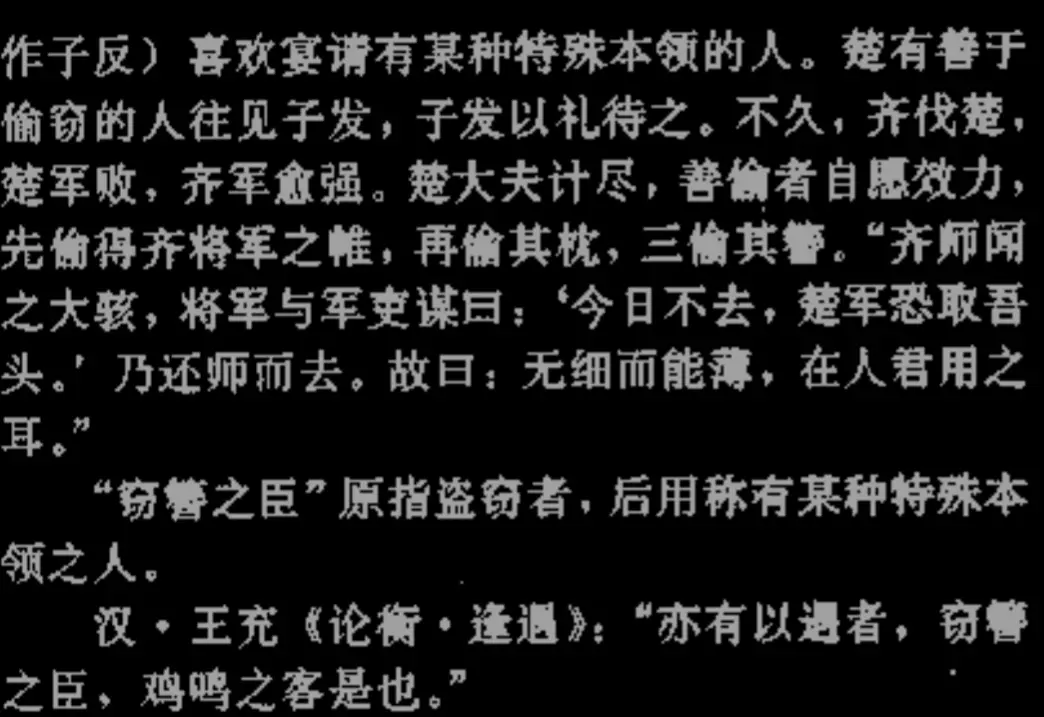 作子反）喜欢宴请有某种特殊本领的人。楚有善于
偷窃的人往见子发，子发以礼待之。不久，齐伐楚，
楚军败，齐军愈强。楚大夫计尽，善偷者自愿效力，
先偷得齐将军之帷，再偷其枕，三偷其簪。“齐师闻
之大骇，将军与军吏谋曰：‘今日不去，楚军恐取吾
头。’乃还师而去。故曰：无细而能薄，在人君用之
耳。”
“窃簪之臣”原指盗窃者，后用称有某种特殊本
领之人。
汉·王充《论衡·逢遇》：“亦有以遇者，窃簪
之臣，鸡鸣之客是也。”